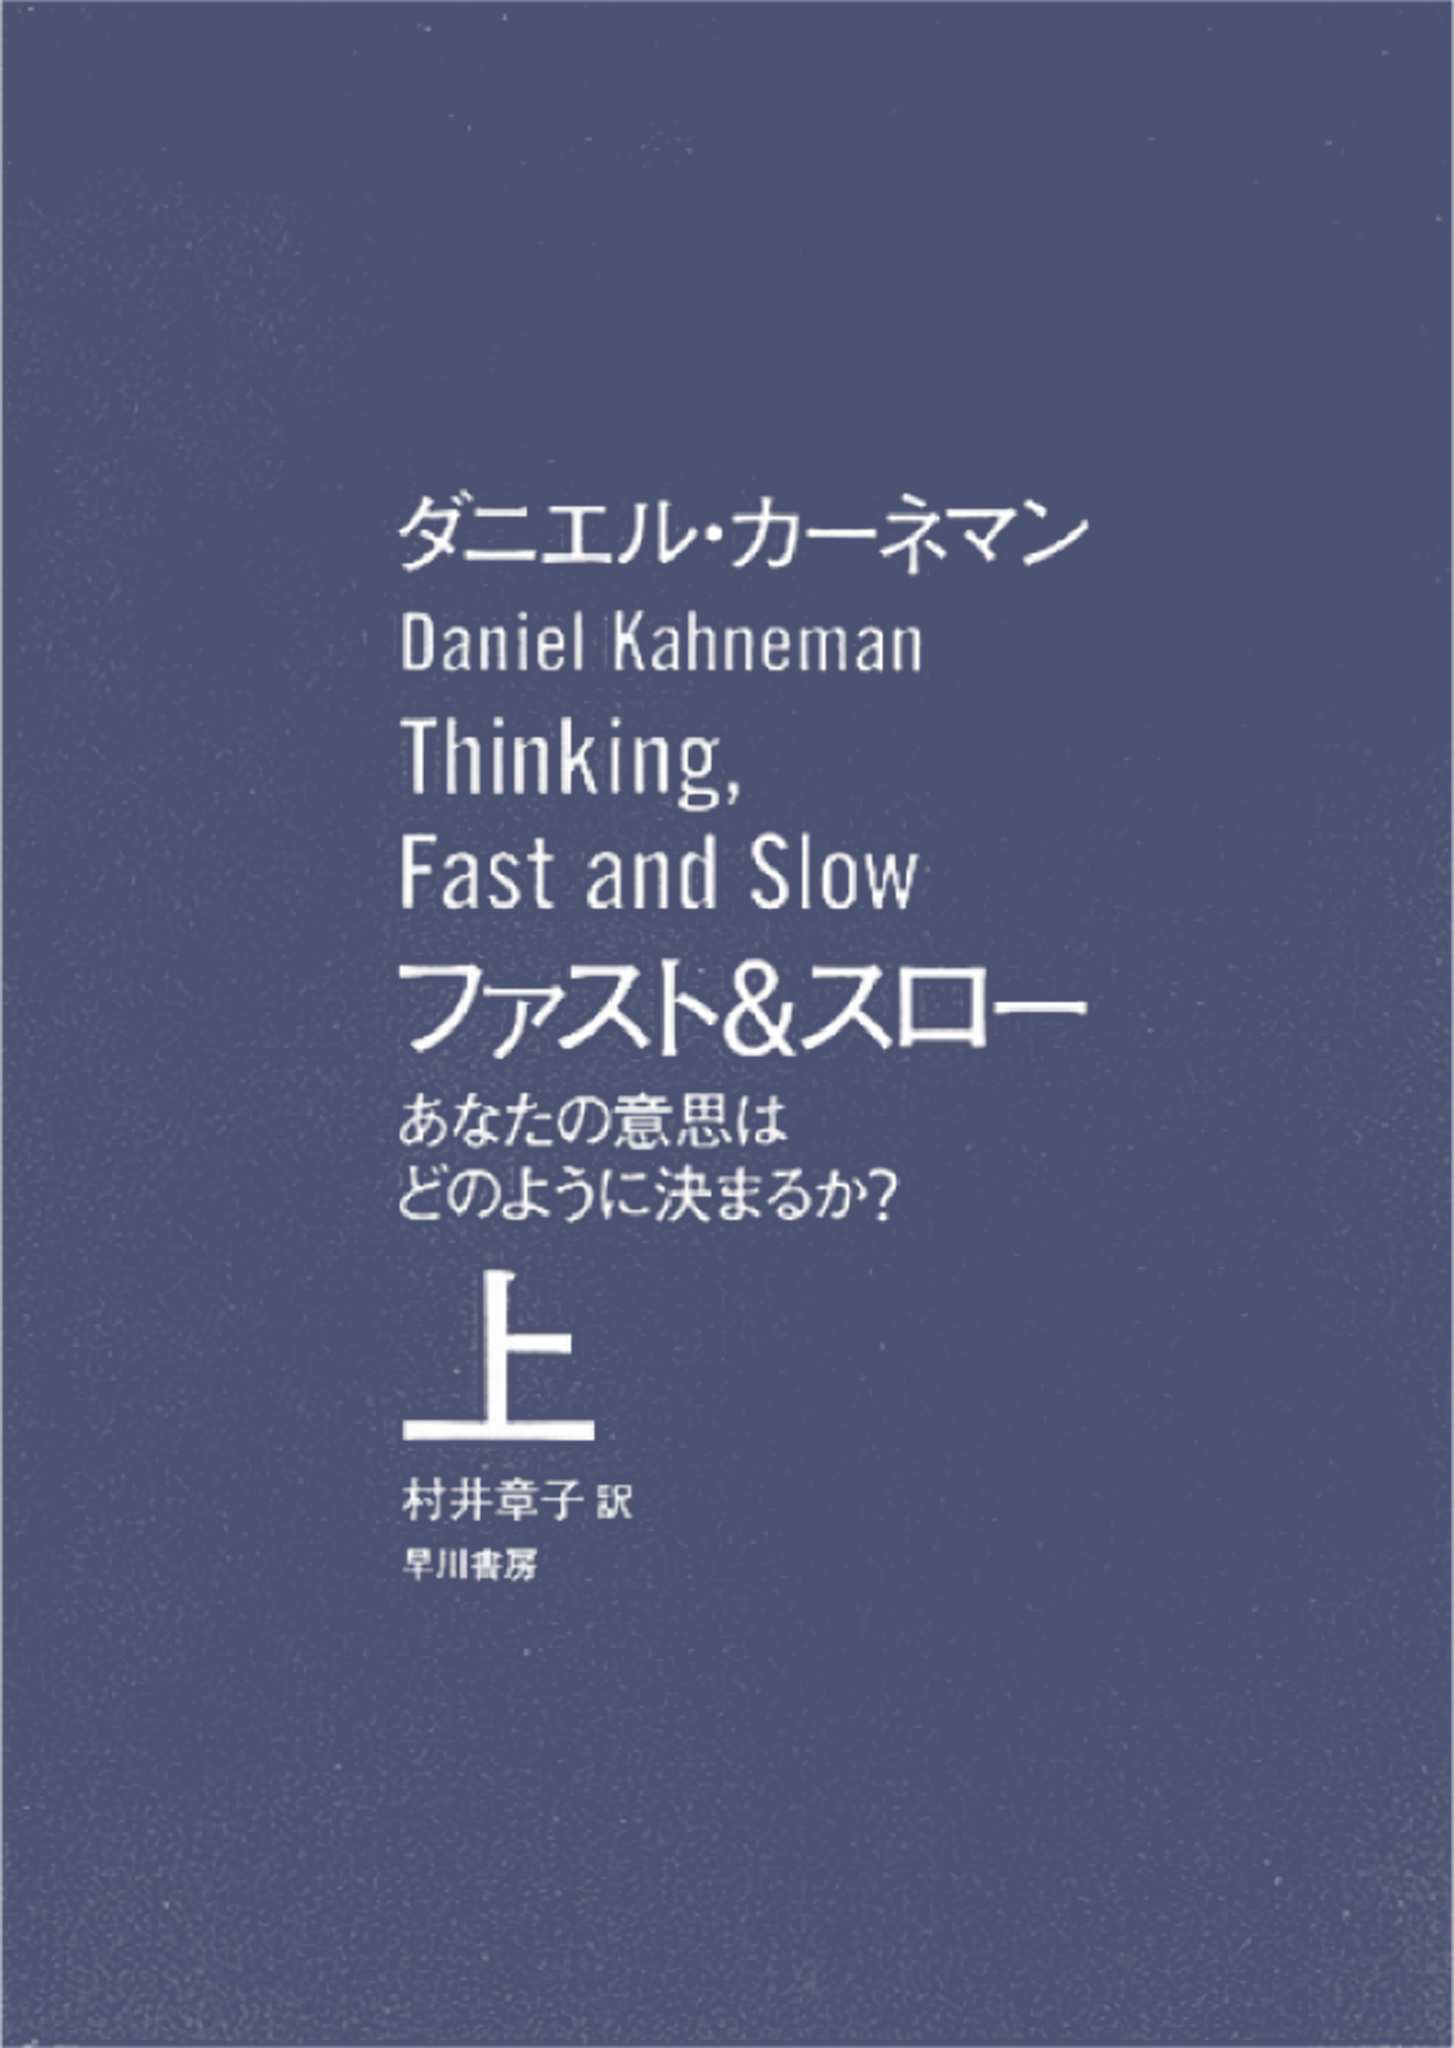 ダニエル・カーネマン
Daniel Kahneman
Thinking,
Fast and Slow
ファスト&スロー
あなたの意思は
どのように決まるか?
上
村井章子 訳
早川書房